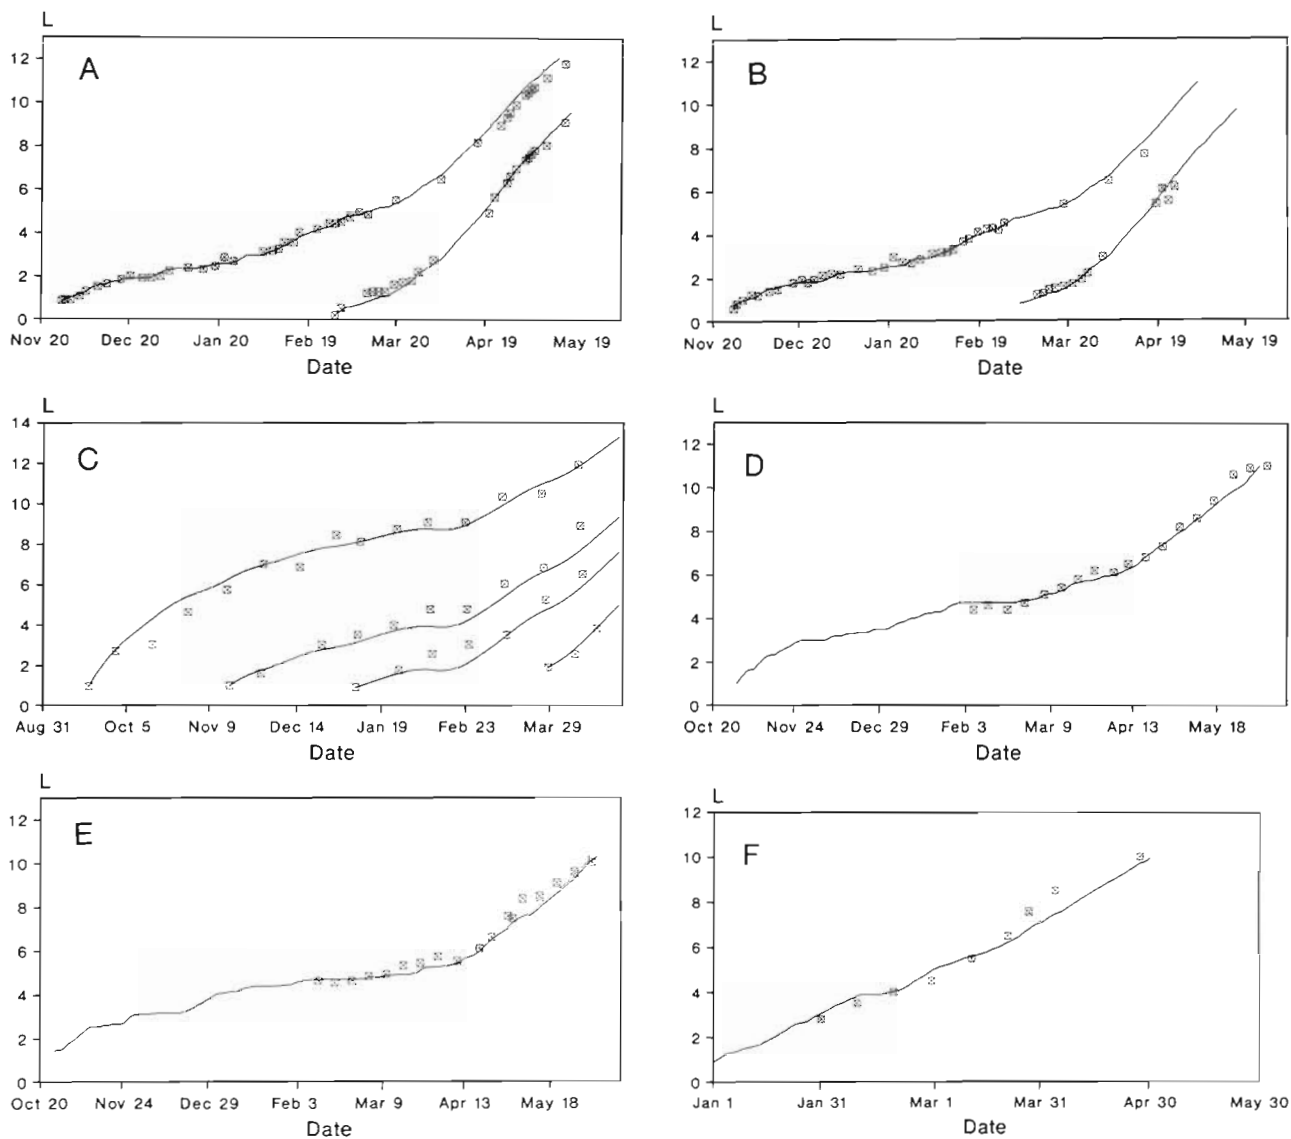 L
A
12
10
8
6
4
2
0
Nov 20 Dec 20 Jan 20 Feb 19 Mar 20 Apr 19 May 19
Date
L
B
12
10
8
6
4
2
0
Nov 20 Dec 20 Jan 20 Feb 19 Mar 20 Apr 19 May 19
Date
L
C
14
12
10
8
6
4
2
0
Aug 31 Oct 5 Nov 9 Dec 14 Jan 19 Feb 23 Mar 29
Date
L
D
12
10
8
6
4
2
0
Oct 20 Nov 24 Dec 29 Feb 3 Mar 9 Apr 13 May 18
Date
L
E
12
10
8
6
4
2
0
Oct 20 Nov 24 Dec 29 Feb 3 Mar 9 Apr 13 May 18
Date
L
F
12
10
8
6
4
2
0
Jan 1 Jan 31 Mar 1 Mar 31 Apr 30 May 30
Date